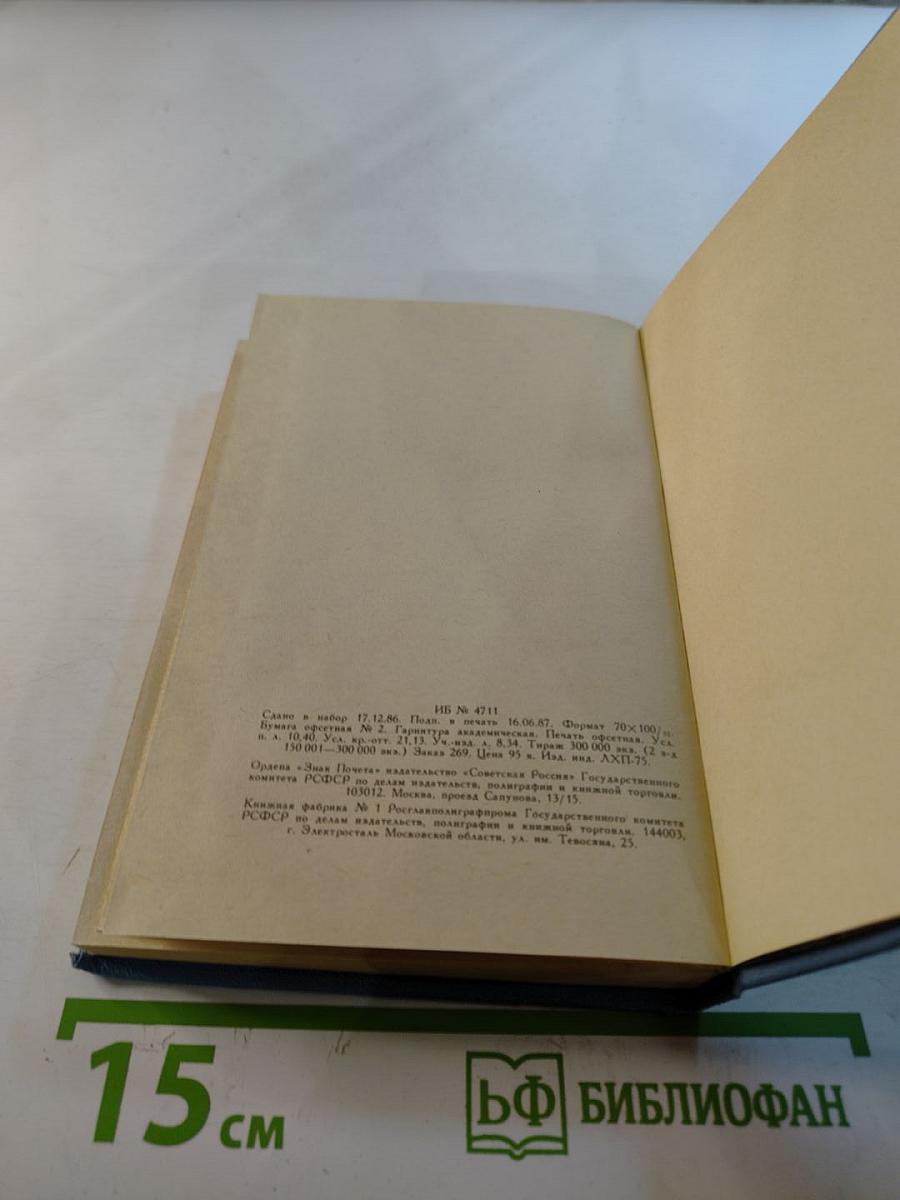 ИБ № 4711
Сдано в набор 17.12.86. Подп. в печать 16.06.87. Формат 70×100/32.
Бумага офсетная № 2. Гарнитура академическая. Печать офсетная. Усл.
п. л. 10,40. Усл. кр.-отт. 21,13. Уч.-изд. л. 8,34. Тираж 300 000 экз. (2 з-д
150 001—300 000 экз.) Заказ 269. Цена 95 к. Изд. инд. ЛХП-75.
Ордена «Знак Почета» издательство «Советская Россия» Государственного
комитета РСФСР по делам издательств, полиграфии и книжной торговли.
103012. Москва, проезд Сапунова, 13/15.
Книжная фабрика № 1 Росглавполиграфпрома Государственного комитета
РСФСР по делам издательств, полиграфии и книжной торговли. 144003,
г. Электросталь Московской области, ул. им. Тевосяна, 25.
15 см
БФ БИБЛИОФАН